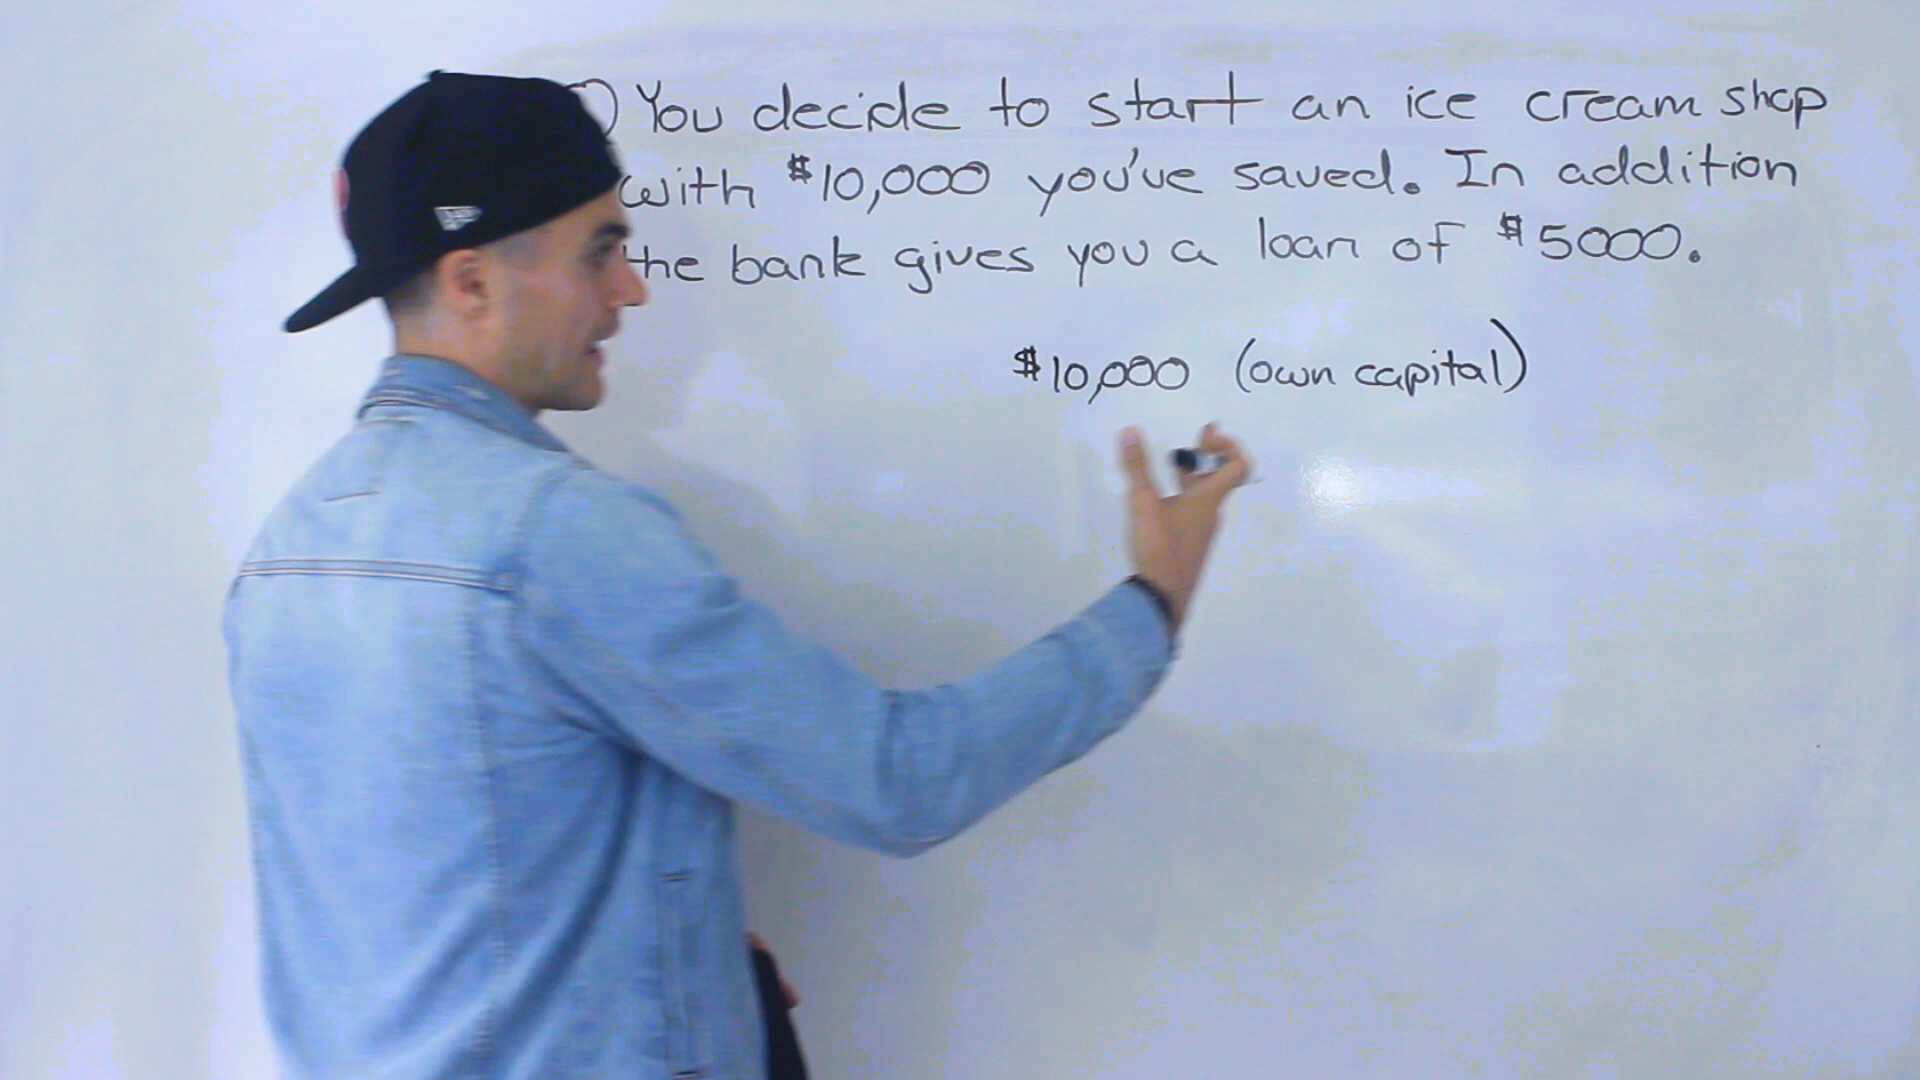 You decide to start an ice cream shop
with $10,000 you've saved. In addition
the bank gives you a loan of $5000.
$10,000 (own capital)